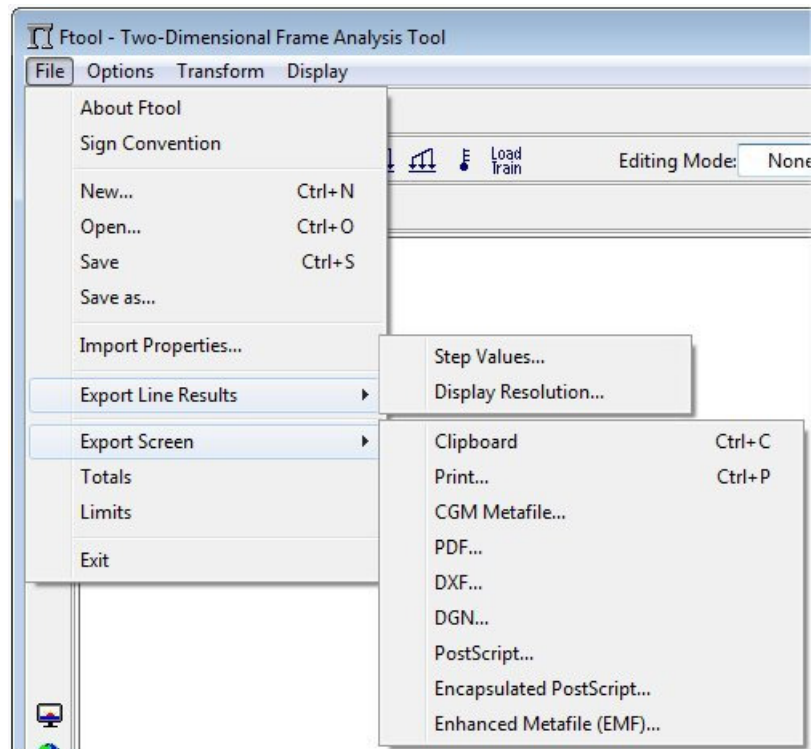 Ftool - Two-Dimensional Frame Analysis Tool
File Options Transform Display
About Ftool
Sign Convention
Load Train
Editing Mode: None
New... Ctrl+N
Open... Ctrl+O
Save Ctrl+S
Save as...
Import Properties...
Export Line Results
Step Values...
Display Resolution...
Export Screen
Clipboard Ctrl+C
Totals
Print... Ctrl+P
Limits
CGM Metafile...
Exit
PDF...
DXF...
DGN...
PostScript...
Encapsulated PostScript...
Enhanced Metafile (EMF)...